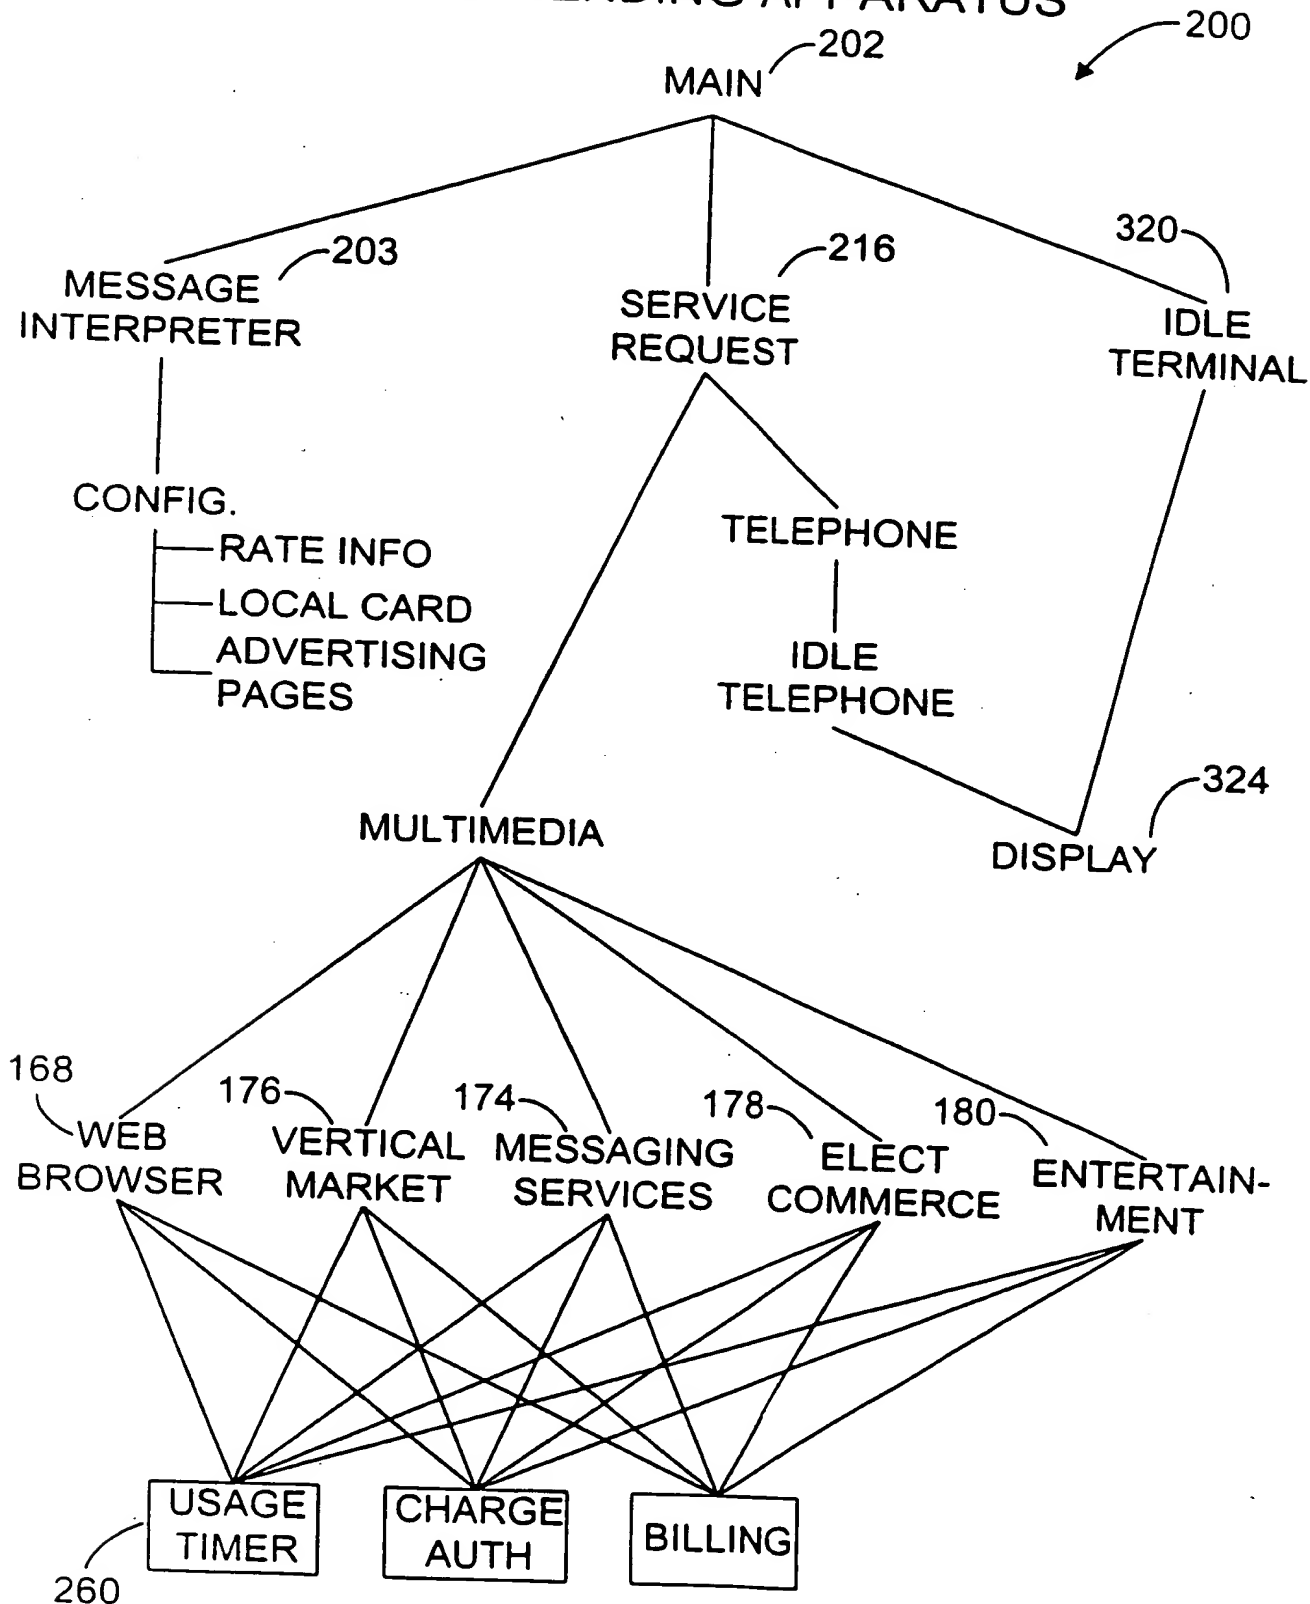 APPARATUS
200
202
MAIN
203
216
320
MESSAGE
INTERPRETER
SERVICE
REQUEST
IDLE
TERMINAL
CONFIG.
RATE INFO
LOCAL CARD
ADVERTISING
PAGES
TELEPHONE
IDLE
TELEPHONE
324
MULTIMEDIA
DISPLAY
168
176
174
178
180
WEB
BROWSER
VERTICAL
MARKET
MESSAGING
SERVICES
ELECT
COMMERCE
ENTERTAIN-
MENT
USAGE
TIMER
CHARGE
AUTH
BILLING
260